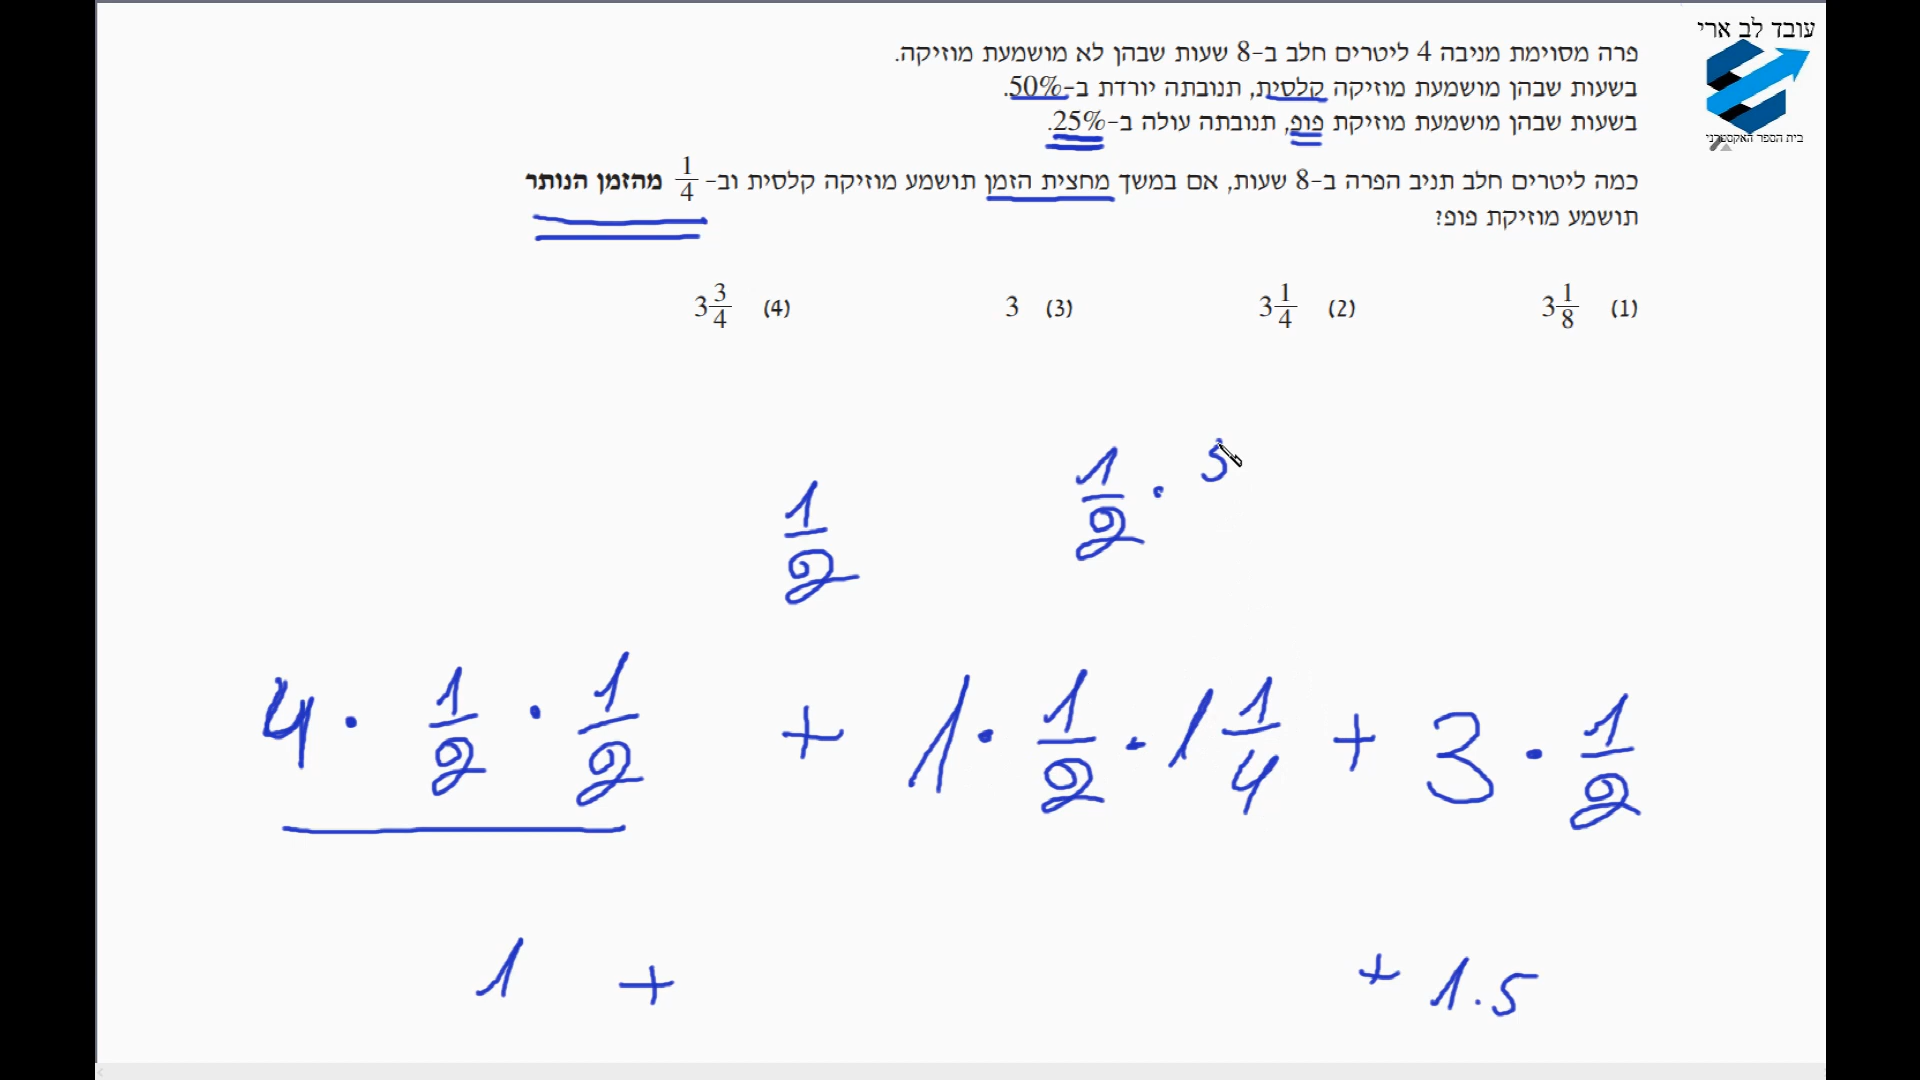 עובד לב ארי
בית הספר האקסטרני
פרה מסוימת מניבה 4 ליטרים חלב ב-8 שעות שבהן לא מושמעת מוזיקה.
בשעות שבהן מושמעת מוזיקה קלסית, תנובתה יורדת ב-50%.
בשעות שבהן מושמעת מוזיקת פופ, תנובתה עולה ב-25%.
כמה ליטרים חלב תניב הפרה ב-8 שעות, אם במשך מחצית הזמן תושמע מוזיקה קלסית וב- 1/4 מהזמן הנותר
תושמע מוזיקת פופ?
(1) 3 1/8 (2) 3 1/4 (3) 3 (4) 3 3/4
1/2 1/2 · 5
4 · 1/2 · 1/2 + 1 · 1/2 · 1 1/4 + 3 · 1/2
1 + + 1.5